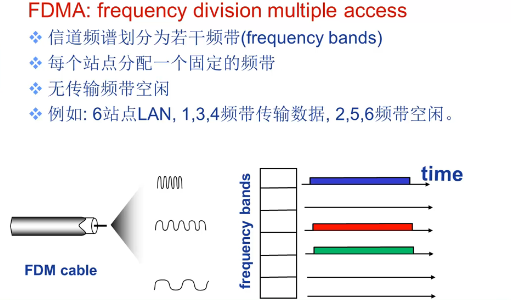 FDMA: frequency division multiple access
信道频谱划分为若干频带(frequency bands)
每个站点分配一个固定的频带
无传输频带空闲
例如: 6站点LAN, 1,3,4频带传输数据, 2,5,6频带空闲。
time
frequency bands
FDM cable